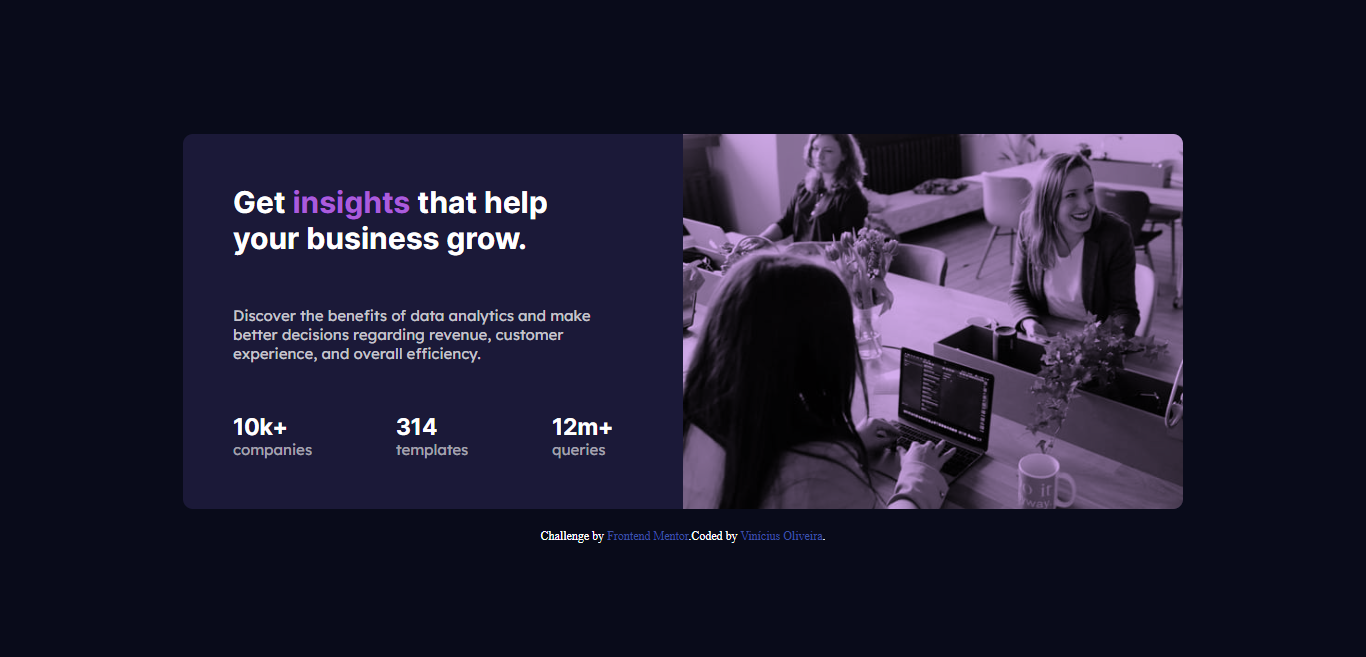 Get insights that help
your business grow.
Discover the benefits of data analytics and make
better decisions regarding revenue, customer
experience, and overall efficiency.
10k+
companies
314
templates
12m+
queries
Challenge by Frontend Mentor.Coded by Vinícius Oliveira.